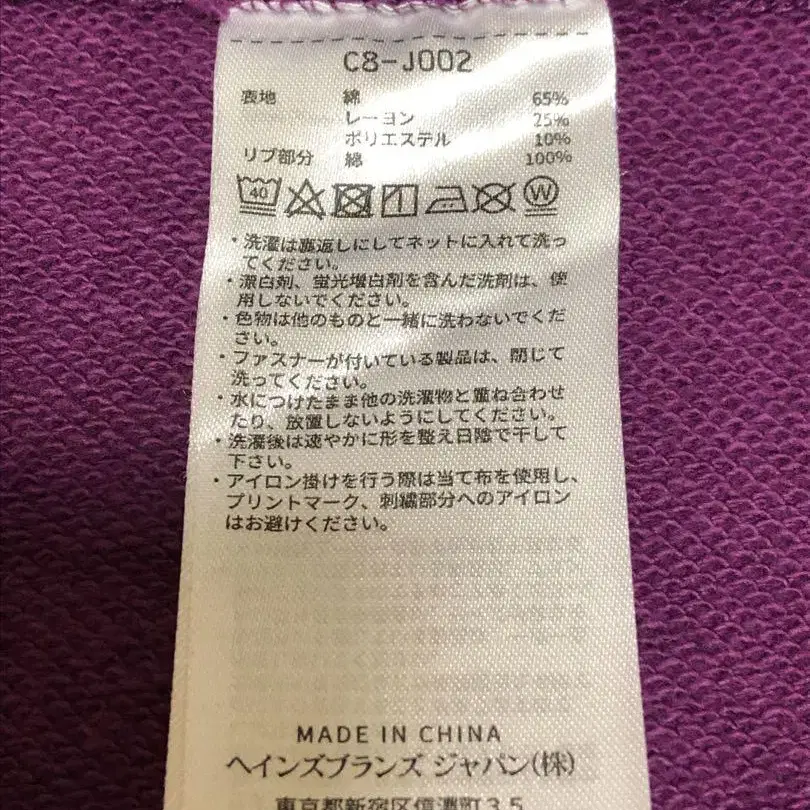 C8-J002
表地 綿 65%
レーヨン 25%
ポリエステル 10%
リブ部分 綿 100%
40 W
・洗濯は裏返しにしてネットに入れて洗っ
てください。
・漂白剤、蛍光増白剤を含んだ洗剤は、使
用しないでください。
・色物は他のものと一緒に洗わないでくだ
さい。
・ファスナーが付いている製品は、閉じて
洗ってください。
・水につけたまま他の洗濯物と重ね合わせ
たり、放置しないようにしてください。
・洗濯後は速やかに形を整え日陰で干して
下さい。
・アイロン掛けを行う際は当て布を使用し、
プリントマーク、刺繍部分へのアイロン
はお避けください。
MADE IN CHINA
ヘインズブランズ ジャパン(株)
東京都新宿区信濃町35